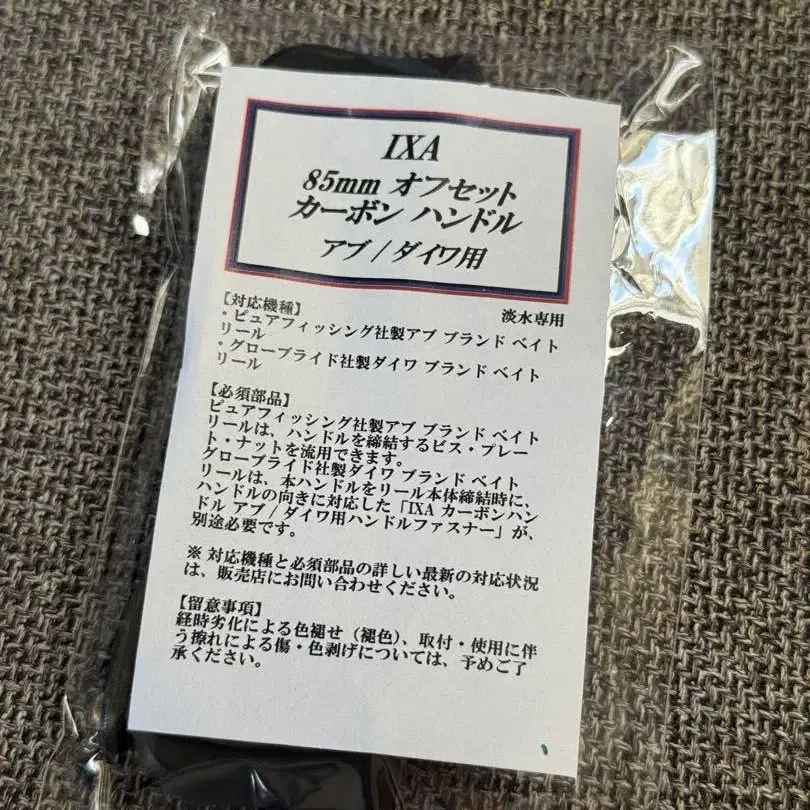 IXA
85mm オフセット
カーボン ハンドル
アブ / ダイワ用
【対応機種】 淡水専用
・ピュアフィッシング社製アブ ブランド ベイト
リール
・グローブライド社製ダイワ ブランド ベイト
リール
【必須部品】
ピュアフィッシング社製アブ ブランド ベイト
リールは、ハンドルを締結するビス・プレー
ト・ナットを流用できます。
グローブライド社製ダイワ ブランド ベイト
リールは、本ハンドルをリール本体締結時に、
ハンドルの向きに対応した「IXA カーボンハン
ドル アブ / ダイワ用ハンドルファスナー」が、
別途必要です。
※ 対応機種と必須部品の詳しい最新の対応状況
は、販売店にお問い合わせください。
【留意事項】
経時劣化による色褪せ（褪色）、取付・使用に伴
う擦れによる傷・色剥げについては、予めご了
承ください。